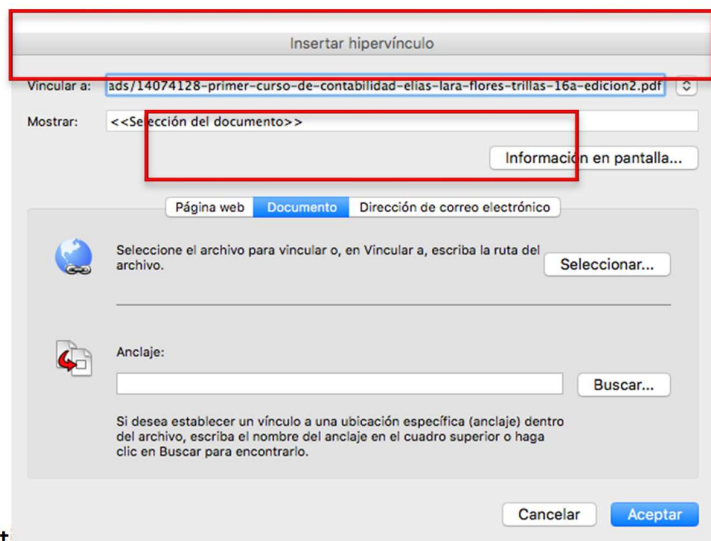 Insertar hipervínculo
Vincular a: ads/14074128-primer-curso-de-contabilidad-elias-lara-flores-trillas-16a-edicion2.pdf
Mostrar: <<Selección del documento>>
Información en pantalla...
Página web Documento Dirección de correo electrónico
Seleccione el archivo para vincular o, en Vincular a, escriba la ruta del
archivo.
Seleccionar...
Anclaje:
Buscar...
Si desea establecer un vínculo a una ubicación específica (anclaje) dentro
del archivo, escriba el nombre del anclaje en el cuadro superior o haga
clic en Buscar para encontrarlo.
Cancelar Aceptar
t